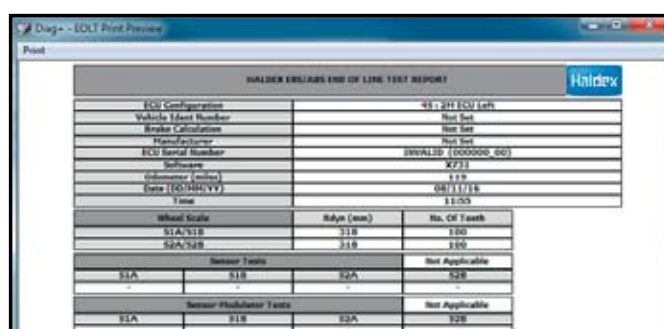 Diag+ - EOLT Print Preview
Print
HALDEX EBS/ABS END OF LINE TEST REPORT
Haldex
ECU Configuration 4S : 2M ECU Left
Vehicle Ident Number Not Set
Brake Calculation Not Set
Manufacturer Not Set
ECU Serial Number INVALID (000000_00)
Software X731
Odometer (miles) 119
Date (DD/MM/YY) 08/11/16
Time 11:55
Wheel Scale Rdyn (mm) No. Of Teeth
S1A/S1B 318 100
S2A/S2B 318 100
Sensor Tests Not Applicable
S1A S1B S2A S2B
- - - -
Sensor-Modulator Tests Not Applicable
S1A S1B S2A S2B